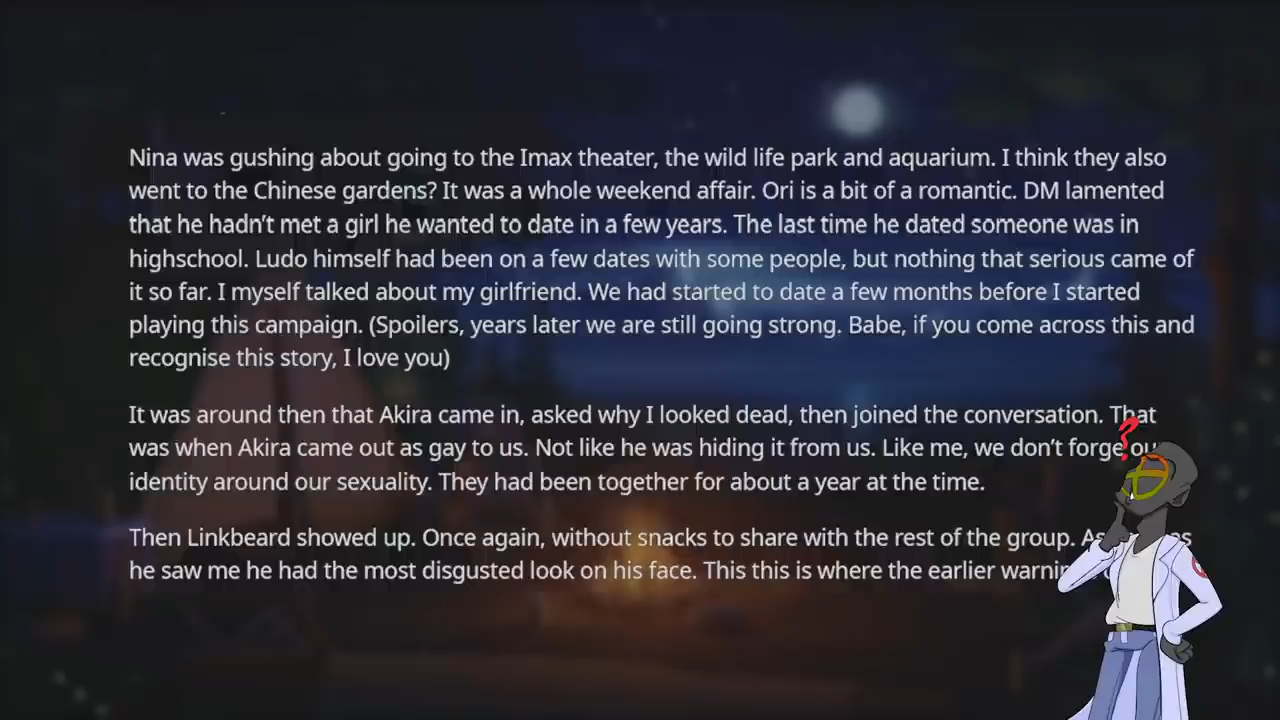 Nina was gushing about going to the Imax theater, the wild life park and aquarium. I think they also
went to the Chinese gardens? It was a whole weekend affair. Ori is a bit of a romantic. DM lamented
that he hadn't met a girl he wanted to date in a few years. The last time he dated someone was in
highschool. Ludo himself had been on a few dates with some people, but nothing that serious came of
it so far. I myself talked about my girlfriend. We had started to date a few months before I started
playing this campaign. (Spoilers, years later we are still going strong. Babe, if you come across this and
recognise this story, I love you)
It was around then that Akira came in, asked why I looked dead, then joined the conversation. That
was when Akira came out as gay to us. Not like he was hiding it from us. Like me, we don't forge our
identity around our sexuality. They had been together for about a year at the time.
Then Linkbeard showed up. Once again, without snacks to share with the rest of the group.
he saw me he had the most disgusted look on his face. This this is where the earlier
?